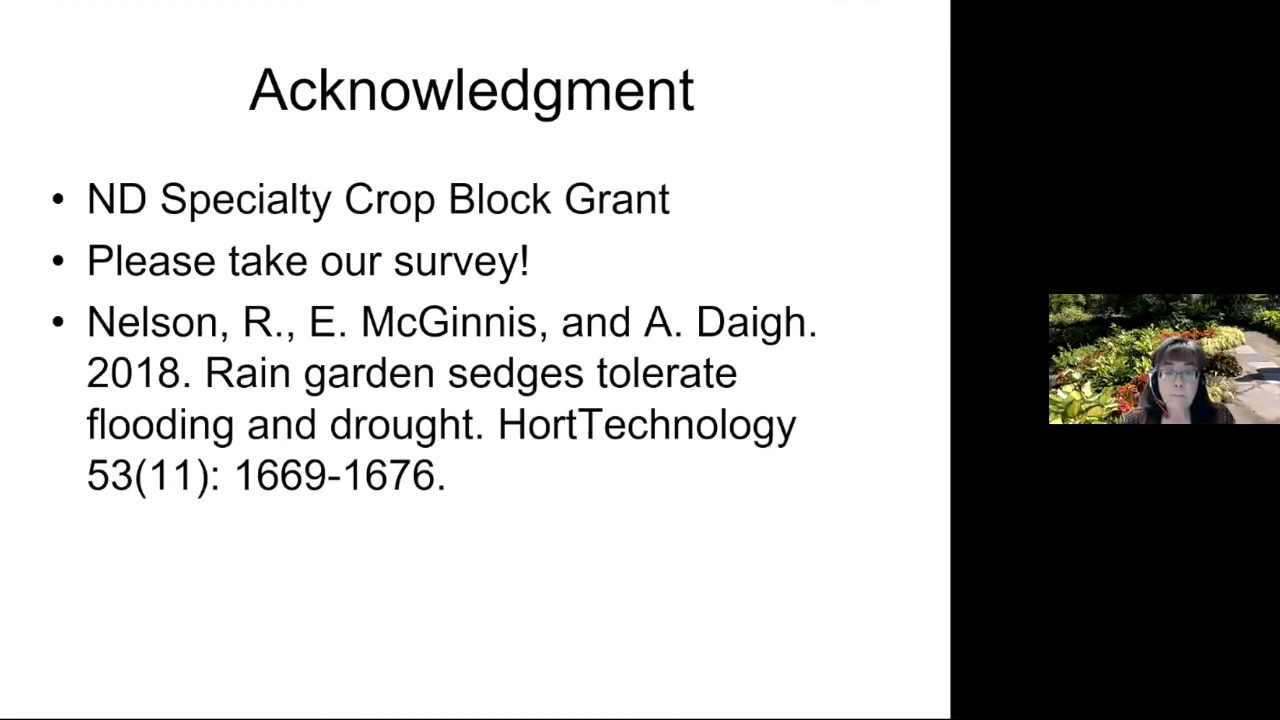 Acknowledgment
• ND Specialty Crop Block Grant
• Please take our survey!
• Nelson, R., E. McGinnis, and A. Daigh.
2018. Rain garden sedges tolerate
flooding and drought. HortTechnology
53(11): 1669-1676.